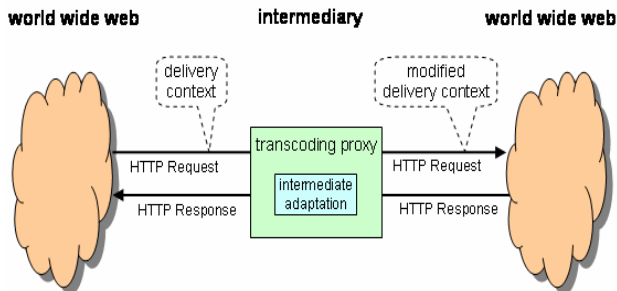 world wide web
intermediary
world wide web
delivery
context
modified
delivery context
transcoding proxy
HTTP Request
HTTP Request
intermediate
adaptation
HTTP Response
HTTP Response